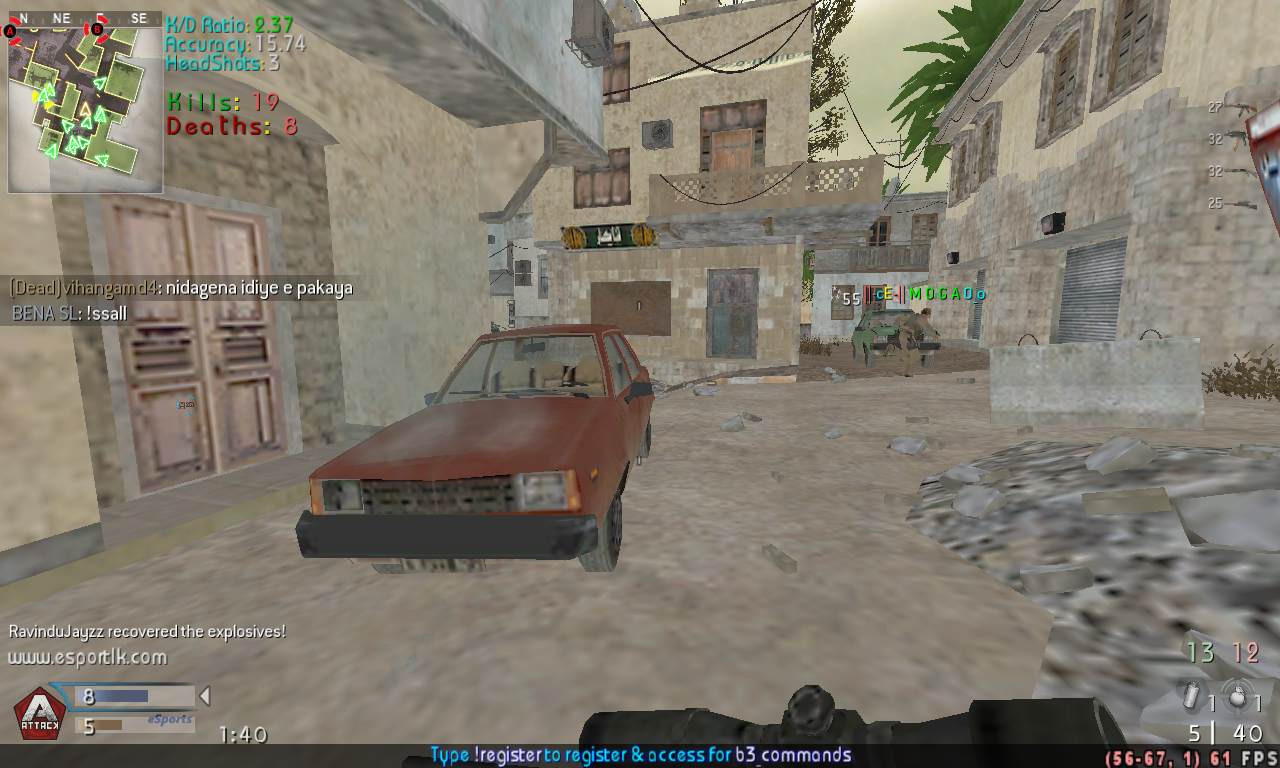 N NE E SE
A
B
K/D Ratio: 2.37
Accuracy: 15.74
HeadShots: 3
Kills: 19
Deaths: 8
27
32
32
25
55 ||cE-|| M0GADo
[Dead]vihangamd4: nidagena idiye e pakaya
BENA SL: !ssall
RavinduJayzz recovered the explosives!
www.esportlk.com
A
ATTACK
8
5
eSports
1:40
13 12
1 1
5| 40
Type !register to register & access for b3 commands
(56-67, 1) 61 FPS